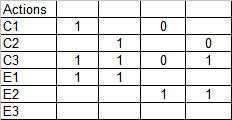 Actions
C1 1 0
C2 1 0
C3 1 1 0 1
E1 1 1
E2 1 1
E3